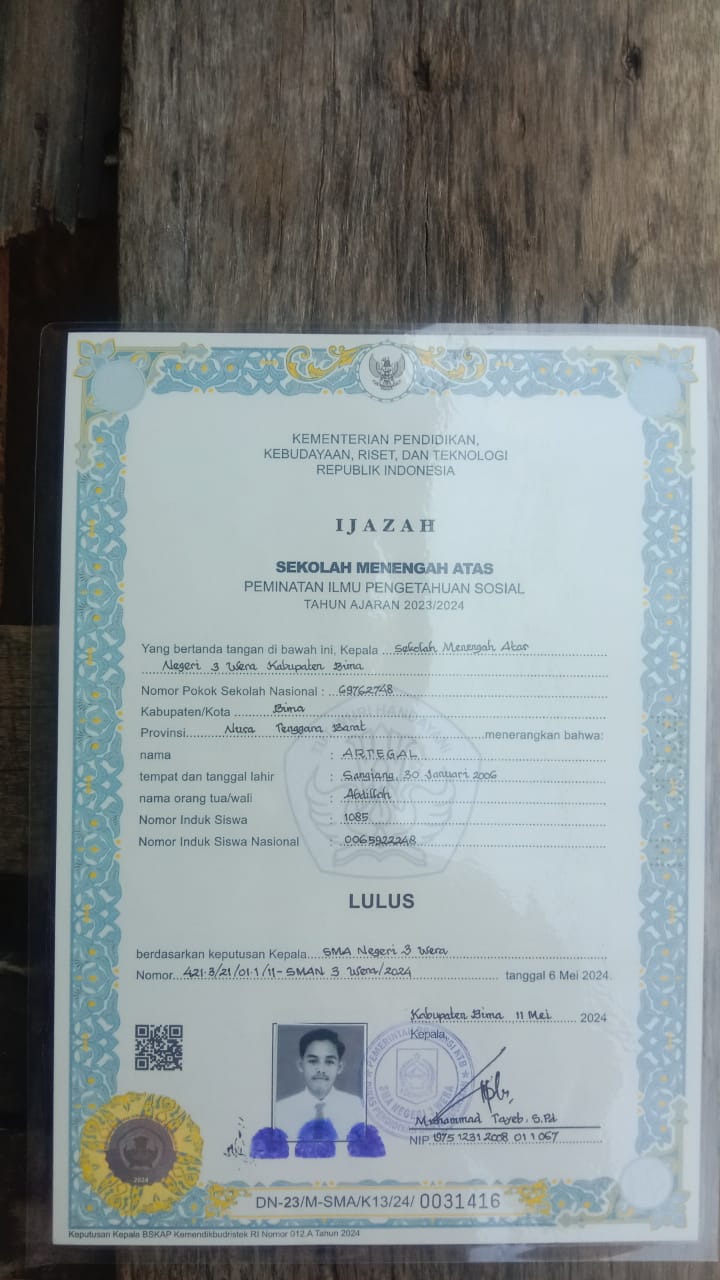 KEMENTERIAN PENDIDIKAN,
KEBUDAYAAN, RISET, DAN TEKNOLOGI
REPUBLIK INDONESIA
IJAZAH
SEKOLAH MENENGAH ATAS
PEMINATAN ILMU PENGETAHUAN SOSIAL
TAHUN AJARAN 2023/2024
Yang bertanda tangan di bawah ini, Kepala Sekolah Menengah Atas
Negeri 3 Wera Kabupaten Bima
Nomor Pokok Sekolah Nasional : 69762748
Kabupaten/Kota Bima
Provinsi Nusa Tenggara Barat menerangkan bahwa:
nama : ARTEGAL
tempat dan tanggal lahir : Sangiang, 30 Januari 2006
nama orang tua/wali : Abdillah
Nomor Induk Siswa : 1085
Nomor Induk Siswa Nasional : 0065922248
LULUS
berdasarkan keputusan Kepala SMA Negeri 3 Wera
Nomor 421.3/21/01.1/11-SMAN 3 Wera/2024 tanggal 6 Mei 2024.
Kabupaten Bima, 11 Mei 2024
Kepala,
Muhammad Tayeb, S.Pd
NIP 19751231 2008 01 1 067
2024
DN-23/M-SMA/K13/24/ 0031416
Keputusan Kepala BSKAP Kemendikbudristek RI Nomor 012.A Tahun 2024